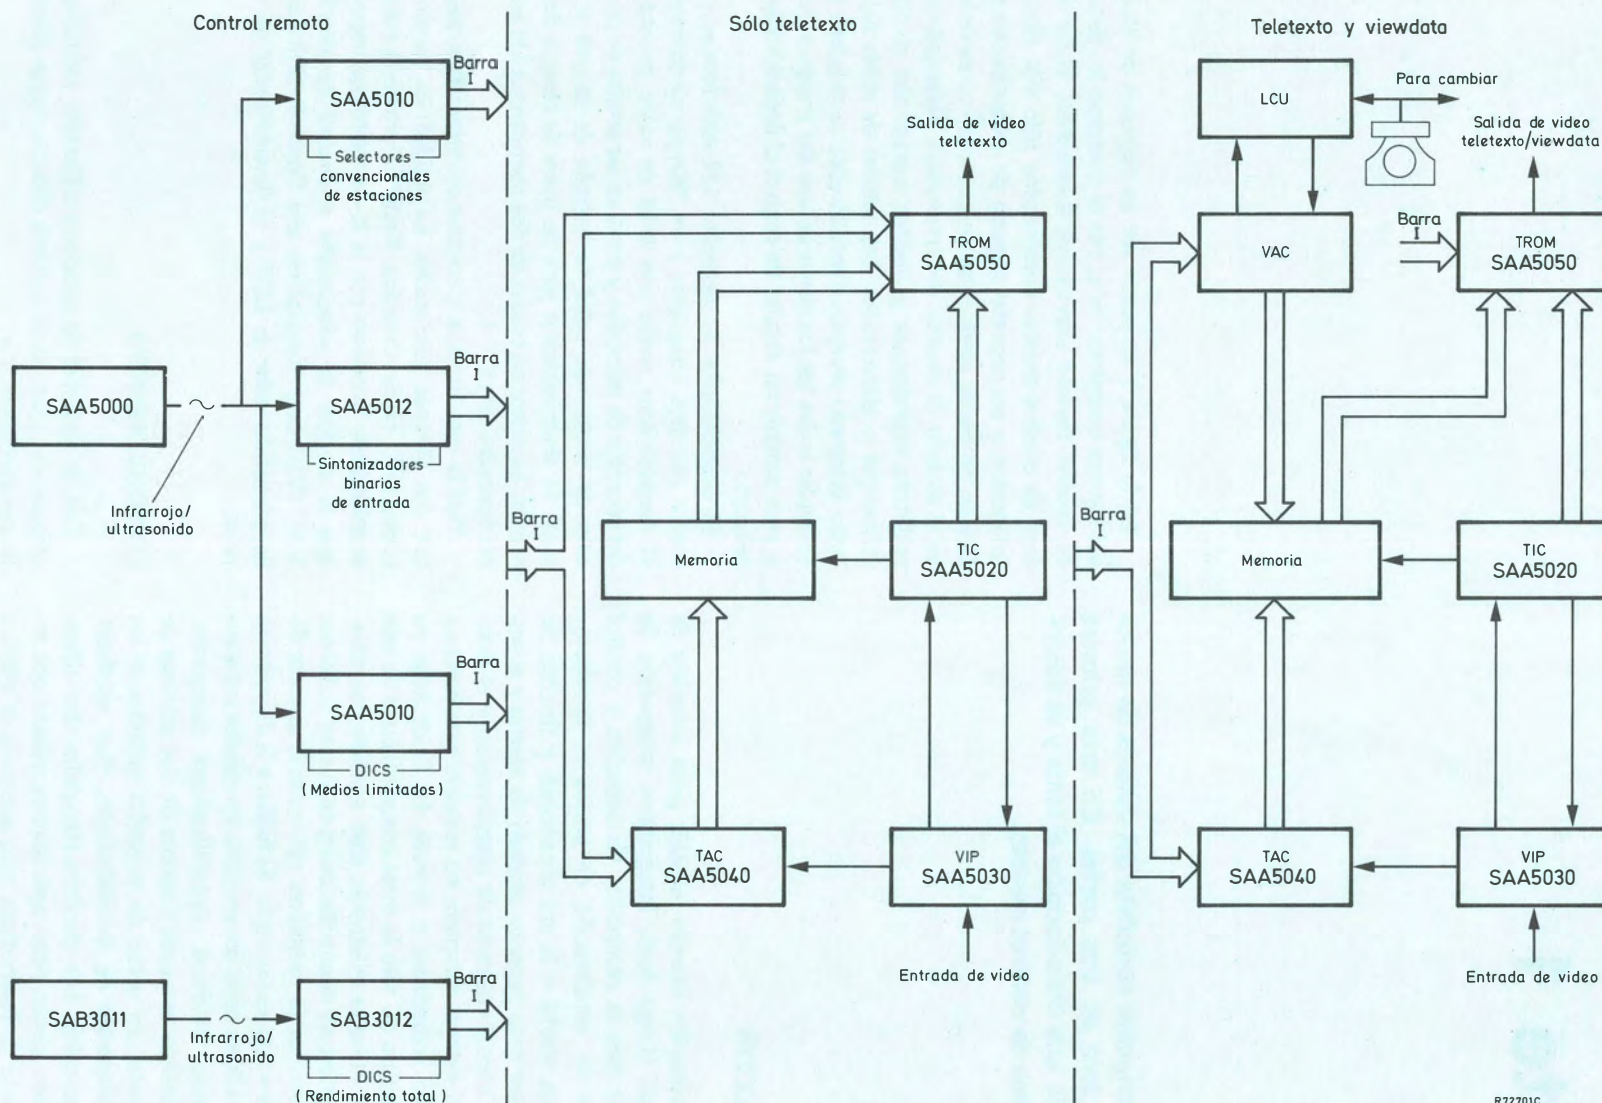 Control remoto
SAA5010
Barra
I
Selectores
convencionales
de estaciones
SAA5000
Infrarrojo/
ultrasonido
SAA5012
Barra
I
Sintonizadores
binarios
de entrada
SAA5010
Barra
I
DICS
(Medios limitados)
SAB3011
Infrarrojo/
ultrasonido
SAB3012
Barra
I
DICS
(Rendimiento total)
Sólo teletexto
Salida de video
teletexto
TROM
SAA5050
Barra
I
Memoria
TIC
SAA5020
TAC
SAA5040
VIP
SAA5030
Entrada de video
Teletexto y viewdata
LCU
Para cambiar
Salida de video
teletexto/viewdata
VAC
Barra
I
TROM
SAA5050
Barra
I
Memoria
TIC
SAA5020
TAC
SAA5040
VIP
SAA5030
Entrada de video
R72701C